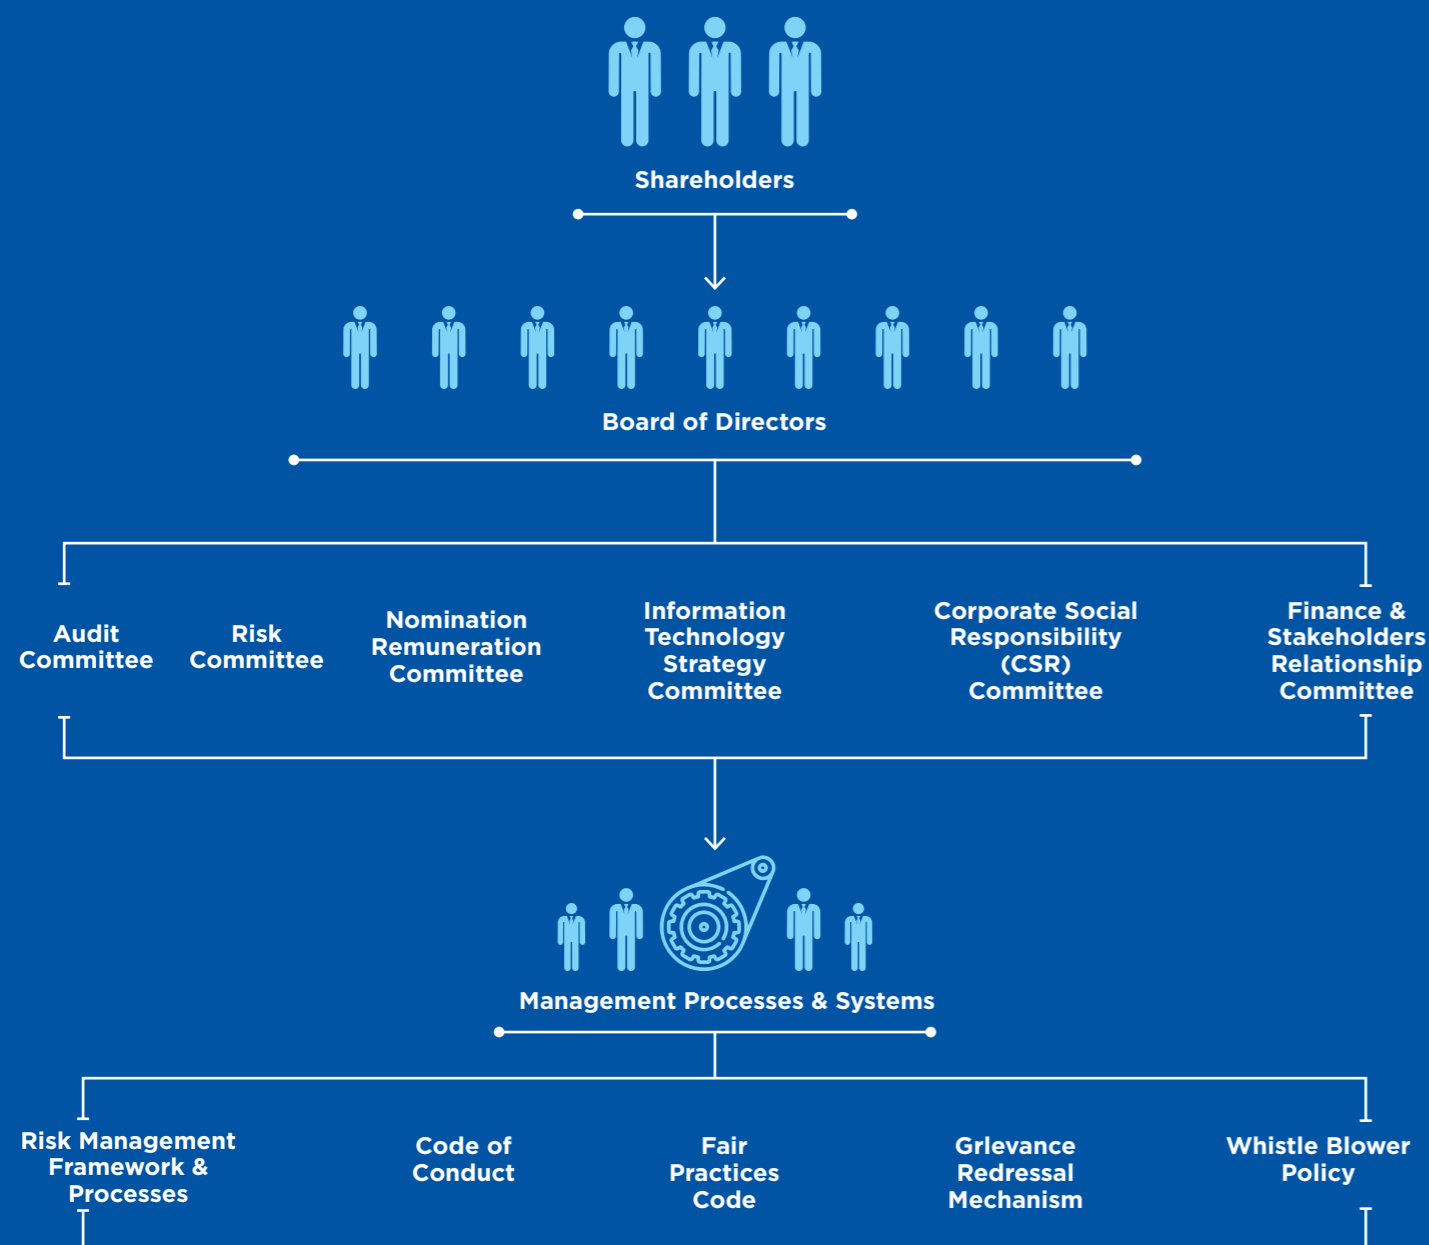 Shareholders
Board of Directors
Audit
Committee
Risk
Committee
Nomination
Remuneration
Committee
Information
Technology
Strategy
Committee
Corporate Social
Responsibility
(CSR)
Committee
Finance &
Stakeholders
Relationship
Committee
Management Processes & Systems
Risk Management
Framework &
Processes
Code of
Conduct
Fair
Practices
Code
Grlevance
Redressal
Mechanism
Whistle Blower
Policy